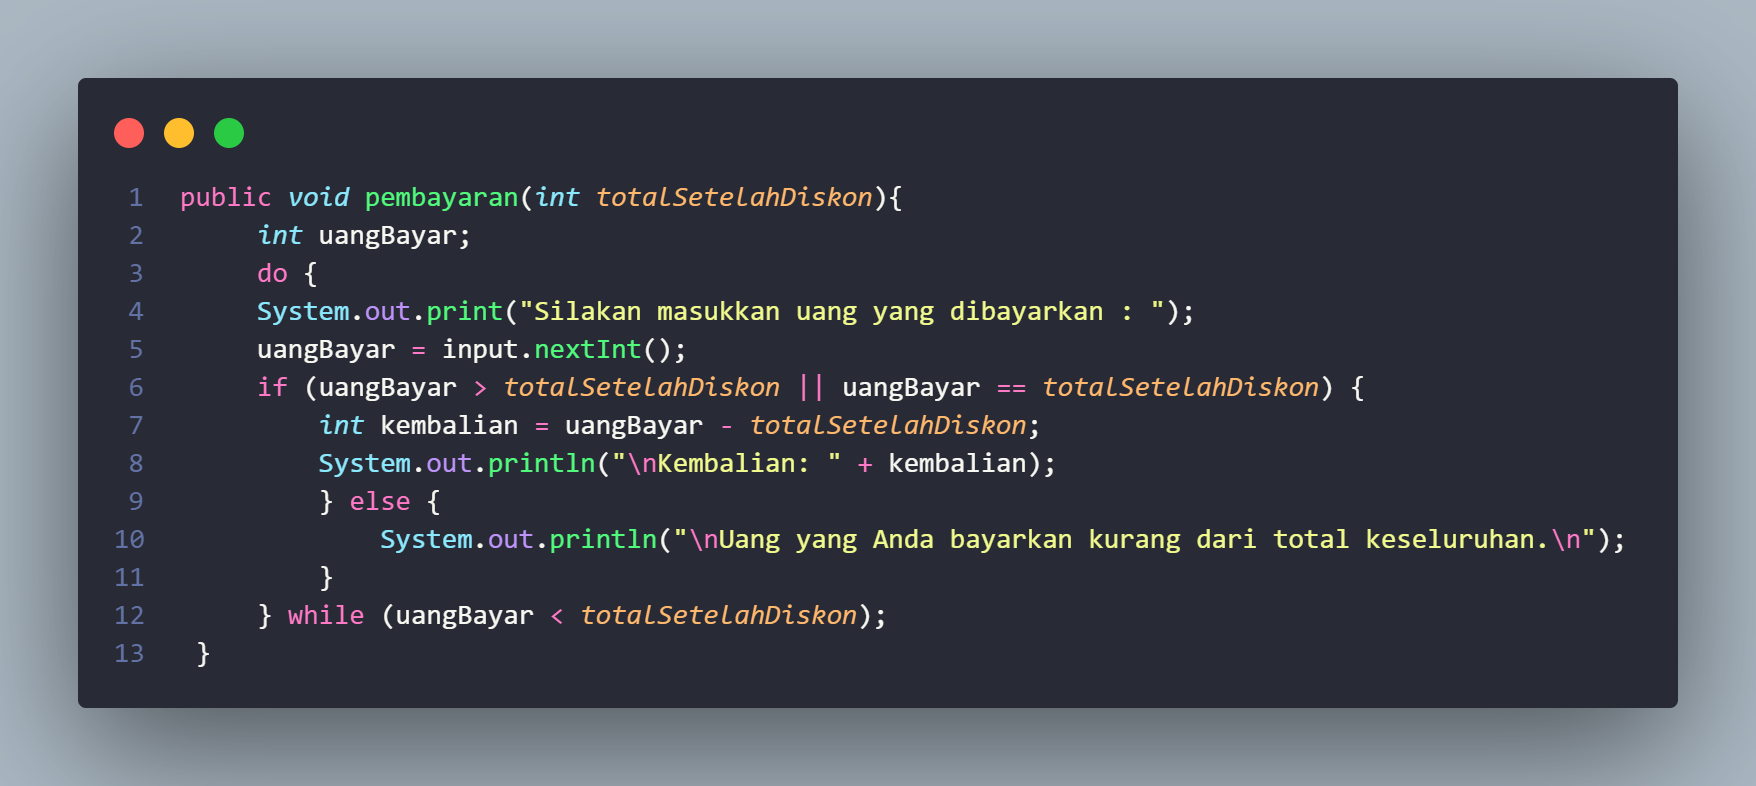 1 public void pembayaran(int totalSetelahDiskon){
2 int uangBayar;
3 do {
4 System.out.print("Silakan masukkan uang yang dibayarkan : ");
5 uangBayar = input.nextInt();
6 if (uangBayar > totalSetelahDiskon || uangBayar == totalSetelahDiskon) {
7 int kembalian = uangBayar - totalSetelahDiskon;
8 System.out.println("\nKembalian: " + kembalian);
9 } else {
10 System.out.println("\nUang yang Anda bayarkan kurang dari total keseluruhan.\n");
11 }
12 } while (uangBayar < totalSetelahDiskon);
13 }